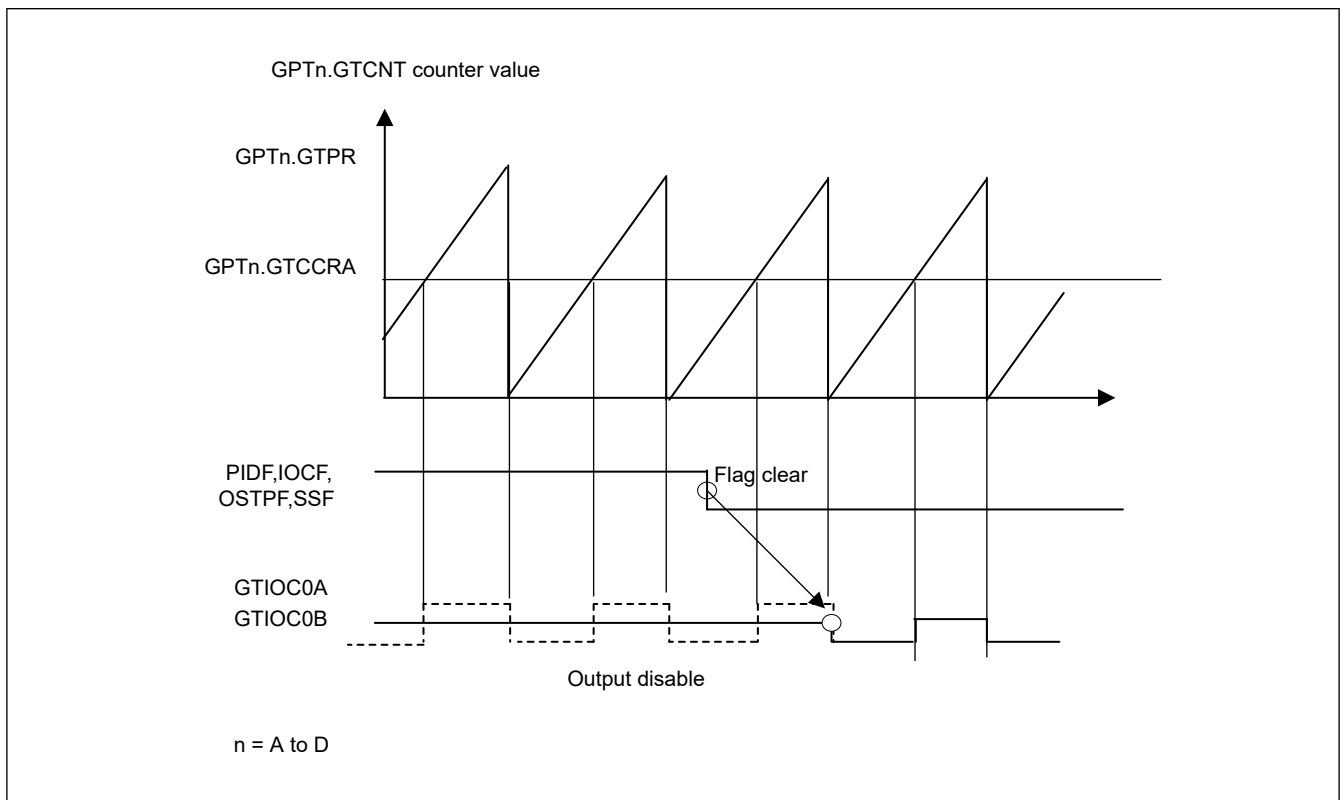 GPTn.GTCNT counter value
GPTn.GTPR
GPTn.GTCCRA
PIDF,IOCF,
OSTPF,SSF
Flag clear
GTIOC0A
GTIOC0B
Output disable
n = A to D